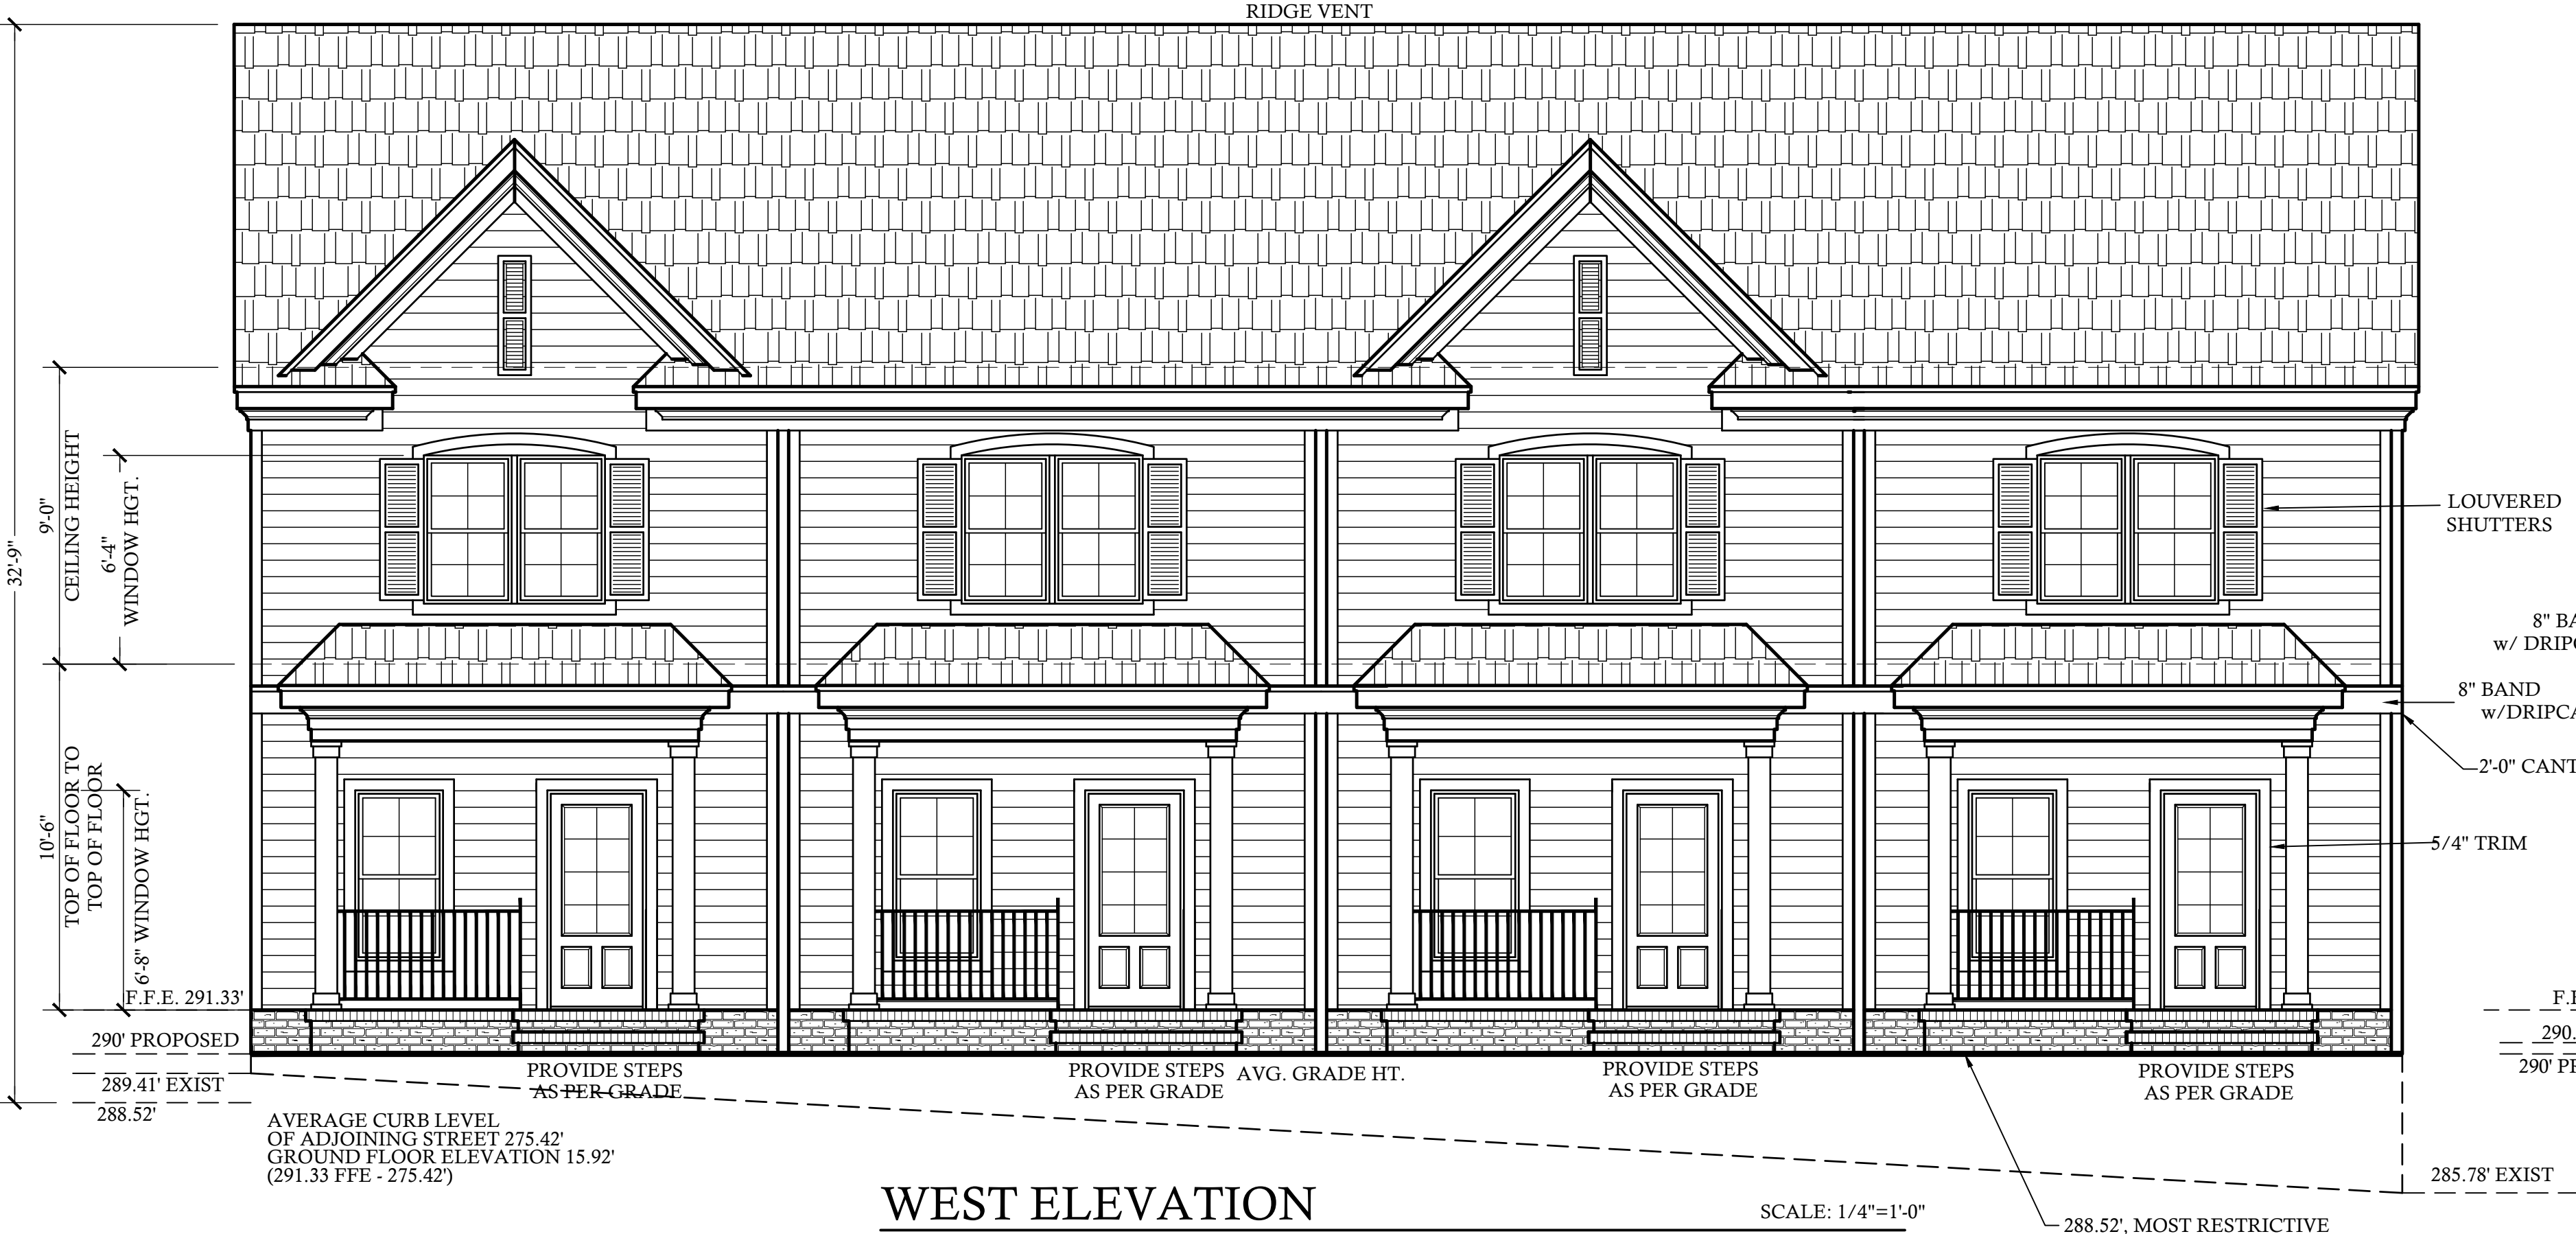 RIDGE VENT
32'-9"
9'-0"
CEILING HEIGHT
6'-4"
WINDOW HGT.
10'-6"
TOP OF FLOOR TO
TOP OF FLOOR
6'-8" WINDOW HGT.
F.F.E. 291.33'
290' PROPOSED
289.41' EXIST
288.52'
LOUVERED
SHUTTERS
w/
8" BAND
2'-0"
5/4" TRIM
290' 
PROVIDE STEPS
AS PER GRADE
PROVIDE STEPS
AS PER GRADE
AVG. GRADE HT.
PROVIDE STEPS
AS PER GRADE
PROVIDE STEPS
AS PER GRADE
AVERAGE CURB LEVEL
OF ADJOINING STREET 275.42'
GROUND FLOOR ELEVATION 15.92'
(291.33 FFE - 275.42')
285.78' EXIST
WEST ELEVATION
SCALE: 1/4"=1'-0"
288.52', MOST RESTRICTIVE